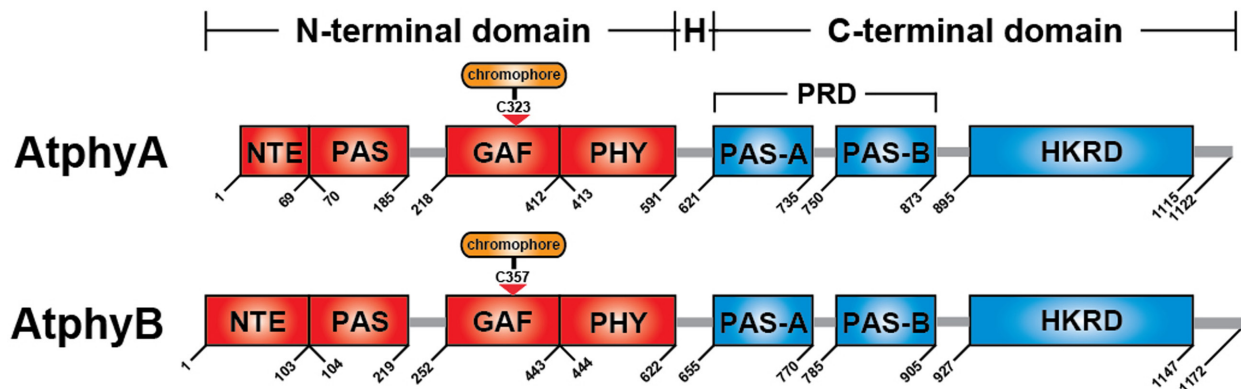 N-terminal domain H C-terminal domain
chromophore
C323
PRD
AtphyA NTE PAS GAF PHY PAS-A PAS-B HKRD
1 69 70 185 218 412 413 591 621 735 750 873 895 1115 1122
chromophore
C357
AtphyB NTE PAS GAF PHY PAS-A PAS-B HKRD
1 103 104 219 252 443 444 622 655 770 785 905 927 1147 1172